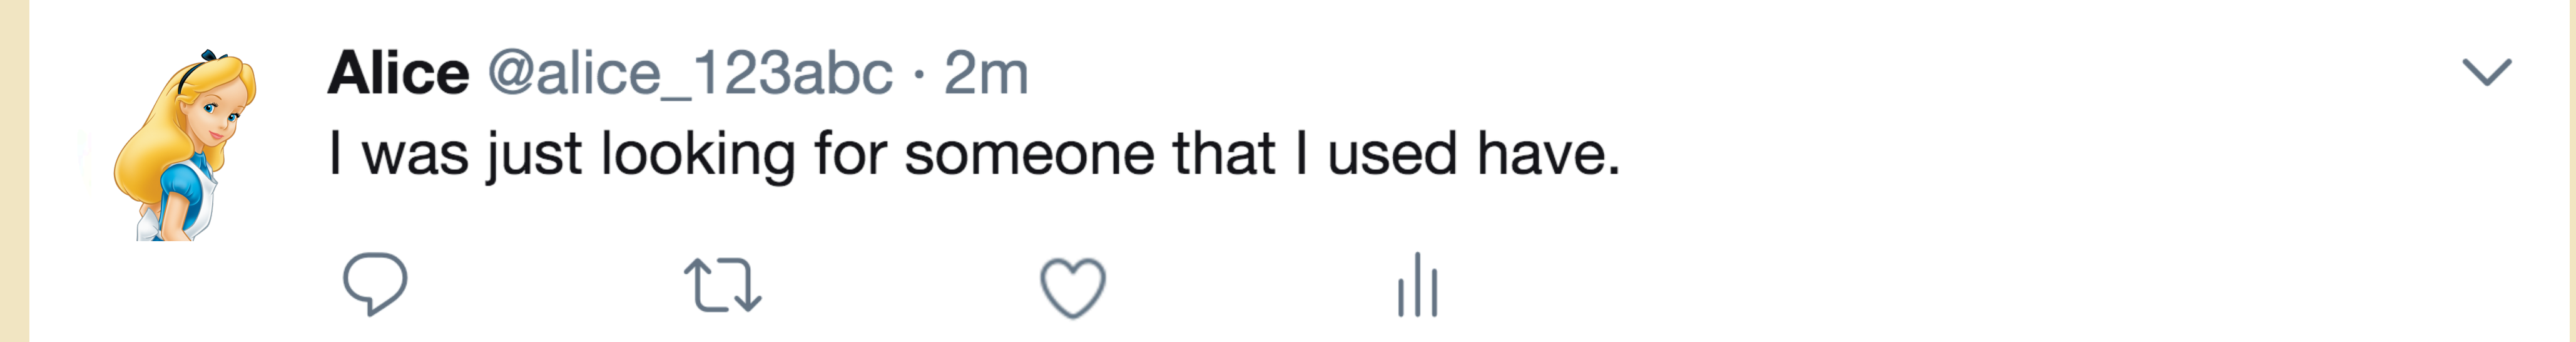 Alice @alice_123abc · 2m
I was just looking for someone that I used have.